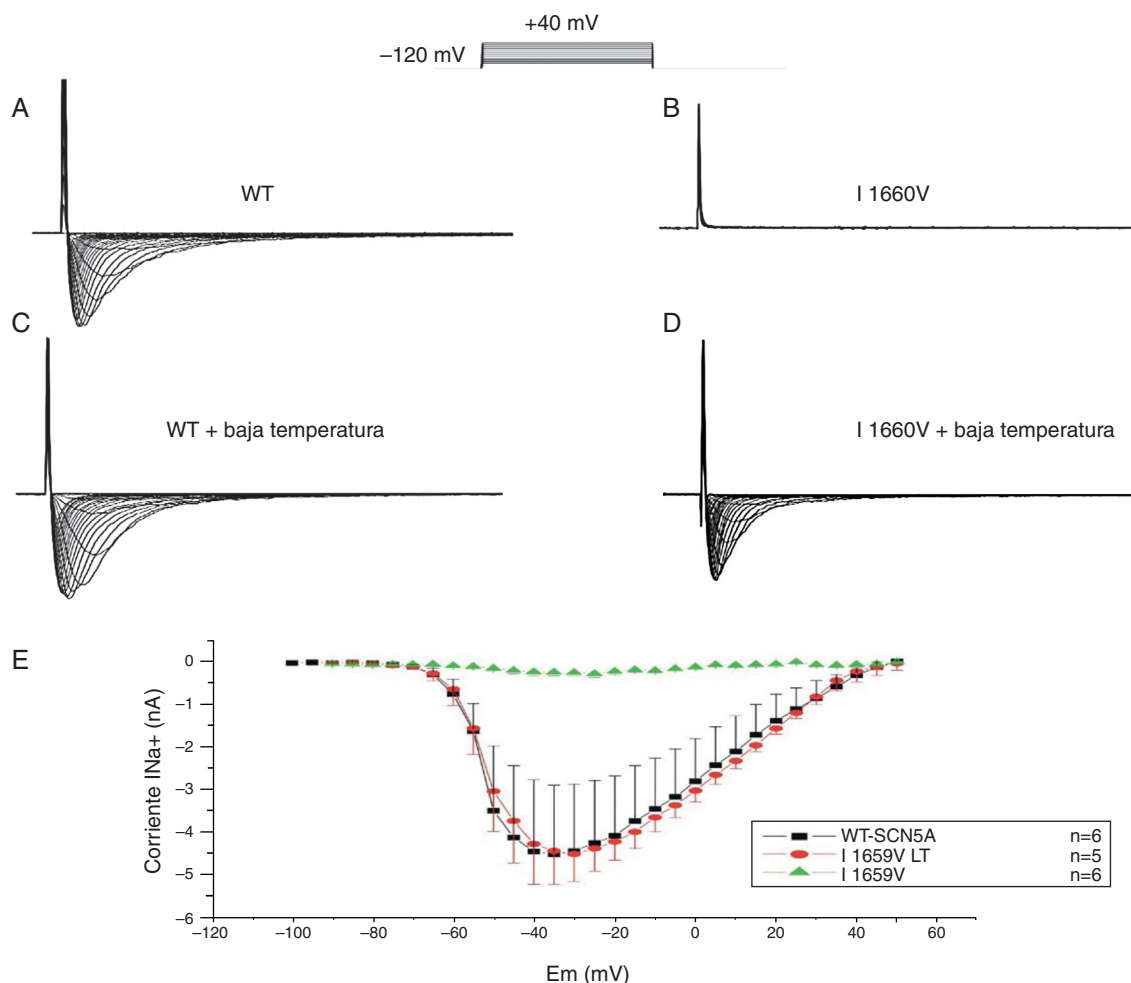 +40 mV
–120 mV
A
WT
B
I 1660V
C
WT + baja temperatura
D
I 1660V + baja temperatura
E
Corriente INa+ (nA)
0
–1
–2
–3
–4
–5
–6
–120
–100
–80
–60
–40
–20
0
20
40
60
Em (mV)
WT-SCN5A n=6
I 1659V LT n=5
I 1659V n=6